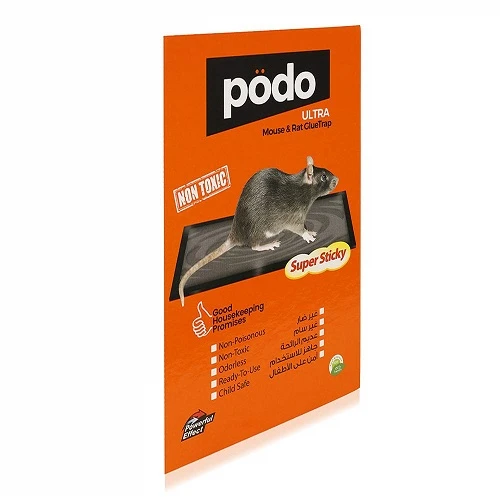 pödo
ULTRA
Mouse & Rat GlueTrap
NON TOXIC
Super Sticky
Good
Housekeeping
Promises
Non-Poisonous
Non-Toxic
Odorless
Ready-To-Use
Child Safe
غير ضار
غير سام
عديم الرائحة
جاهز للاستخدام
آمن على الأطفال
Powerful
Effect